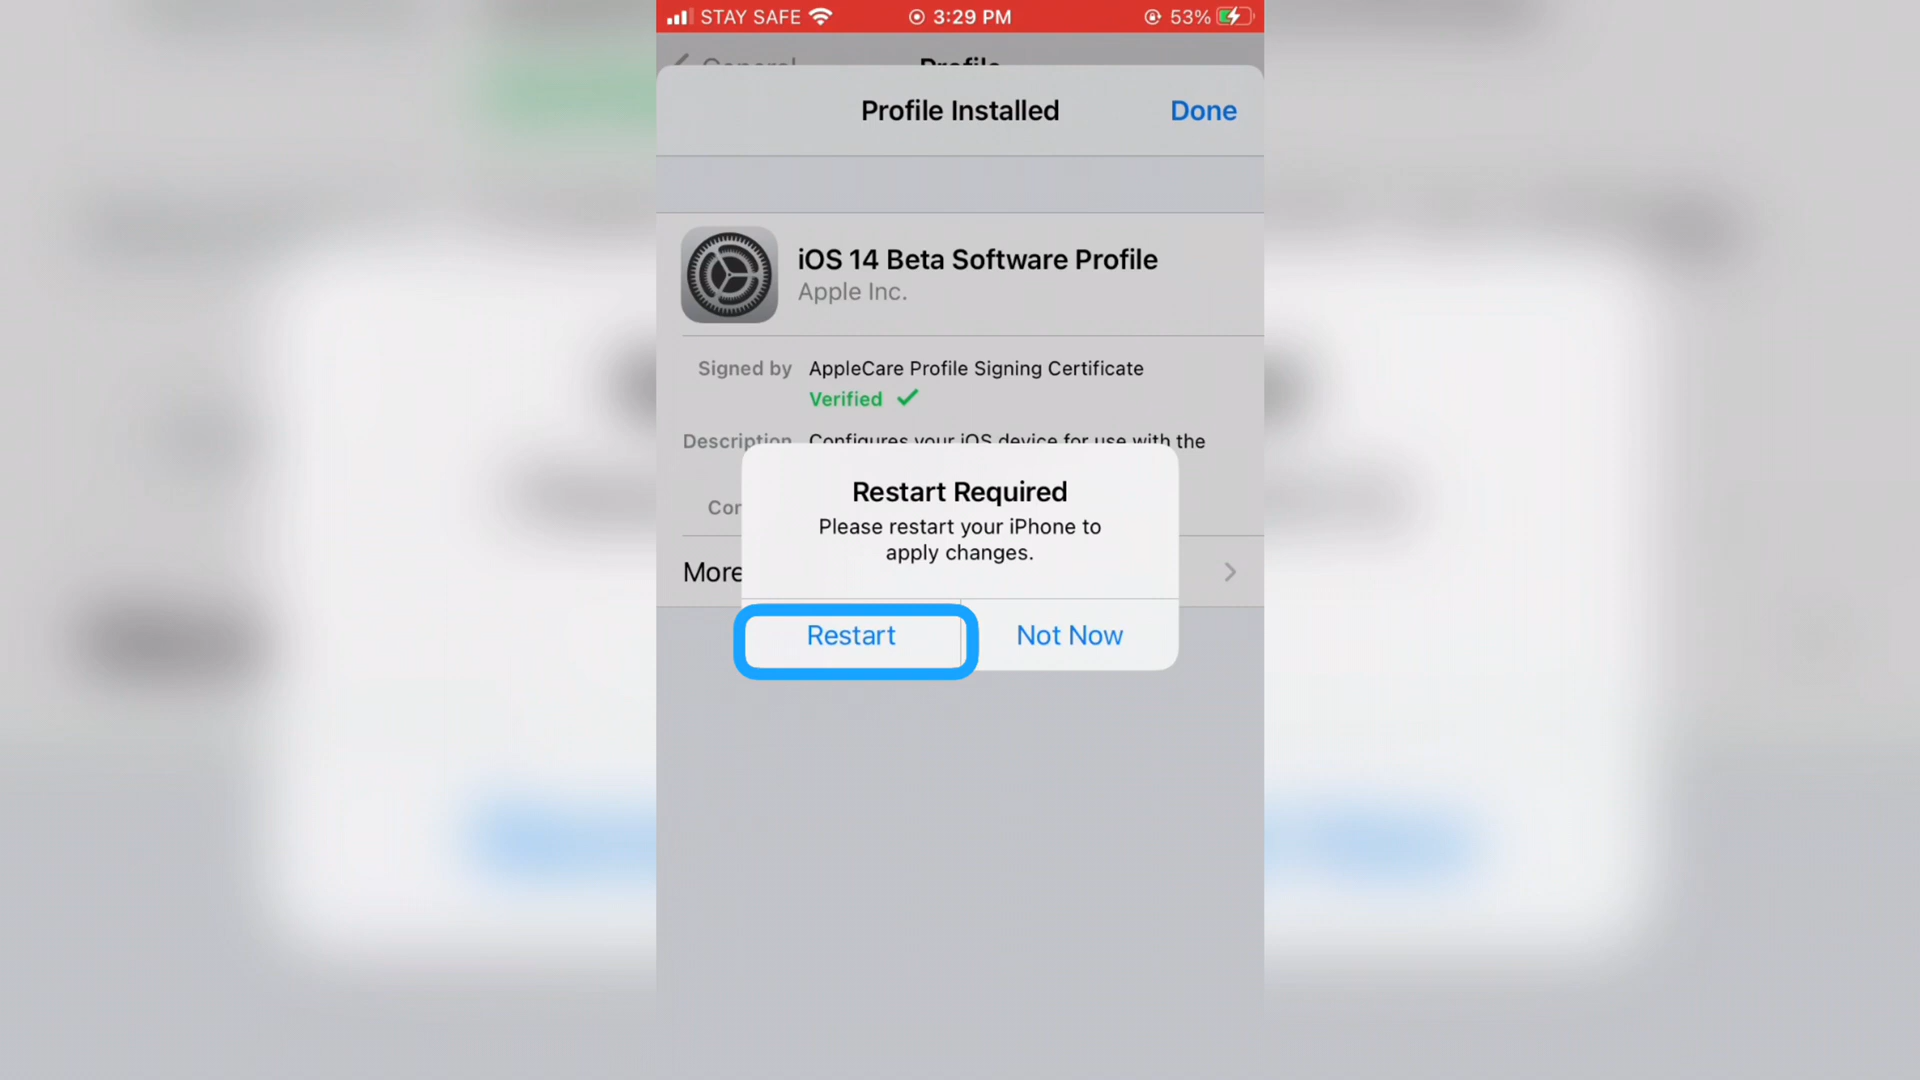 STAY SAFE 3:29 PM 53%
General Profile
Profile Installed Done
iOS 14 Beta Software Profile
Apple Inc.
Signed by AppleCare Profile Signing Certificate
Verified
Description Configures your iOS device for use with the
Con
Restart Required
Please restart your iPhone to
apply changes.
More
Restart Not Now